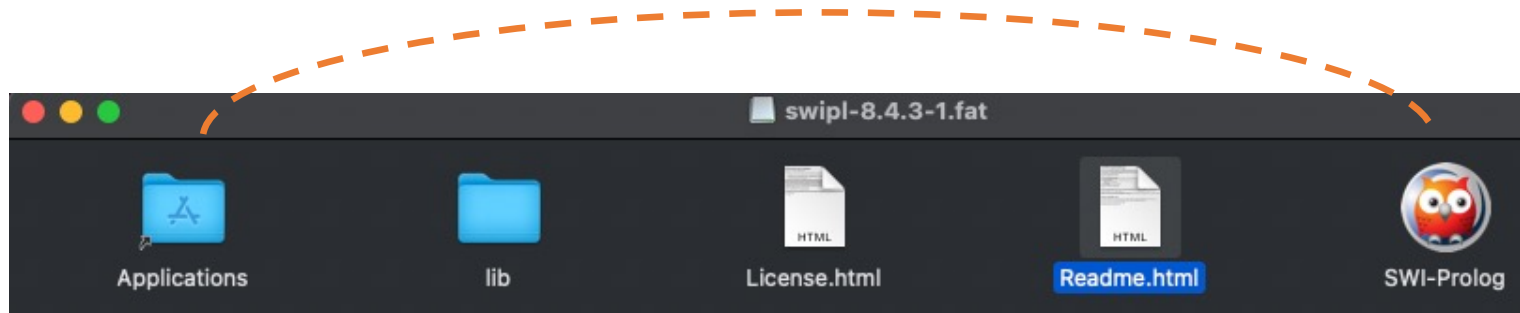 swipl-8.4.3-1.fat
HTML
HTML
Applications
lib
License.html
Readme.html
SWI-Prolog